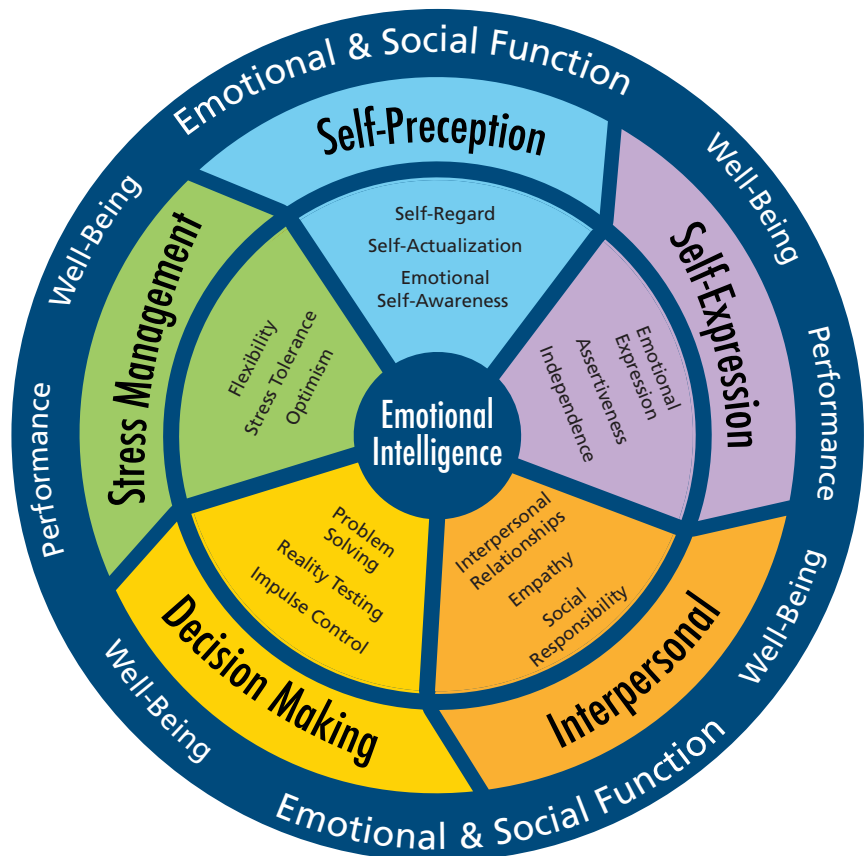 Emotional & Social Function
Well-Being
Performance
Well-Being
Emotional & Social Function
Well-Being
Performance
Well-Being
Self-Preception
Self-Regard
Self-Actualization
Emotional
Self-Awareness
Self-Expression
Emotional
Expression
Assertiveness
Independence
Interpersonal
Interpersonal
Relationships
Empathy
Social
Responsibility
Decision Making
Problem
Solving
Reality Testing
Impulse Control
Stress Management
Flexibility
Stress Tolerance
Optimism
Emotional
Intelligence